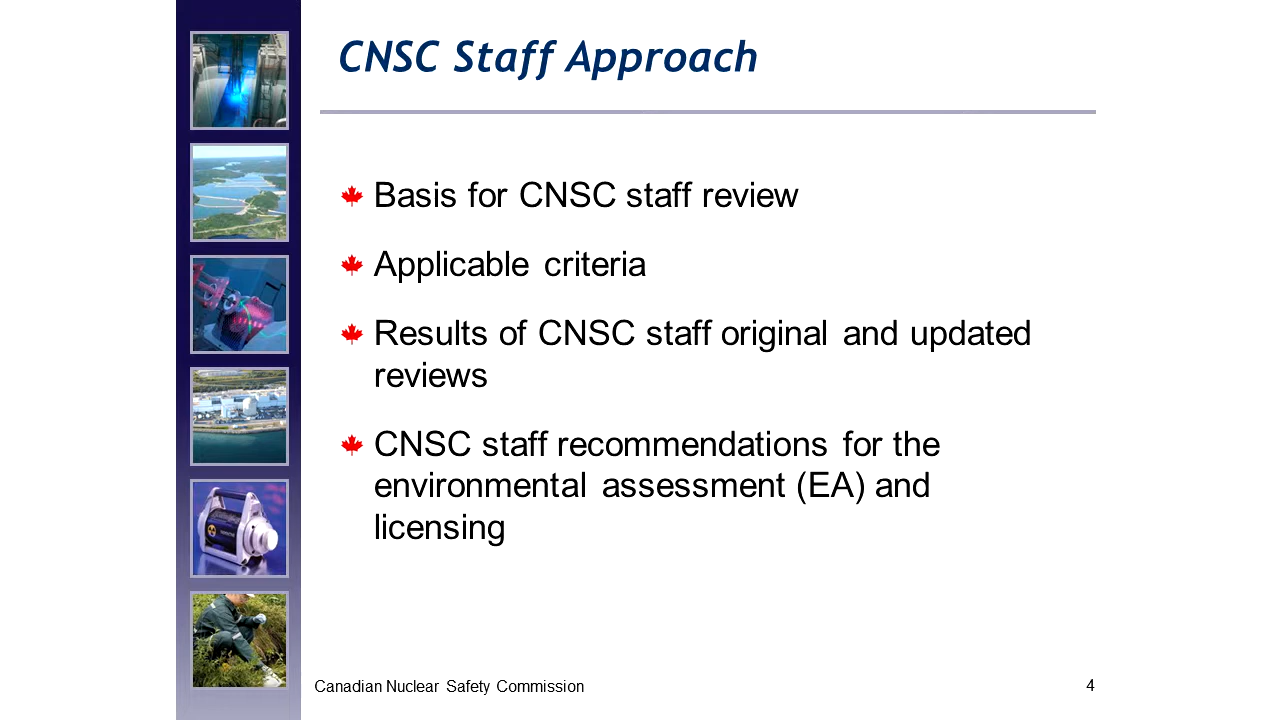 CNSC Staff Approach
Basis for CNSC staff review
Applicable criteria
Results of CNSC staff original and updated
reviews
CNSC staff recommendations for the
environmental assessment (EA) and
licensing
Canadian Nuclear Safety Commission
4